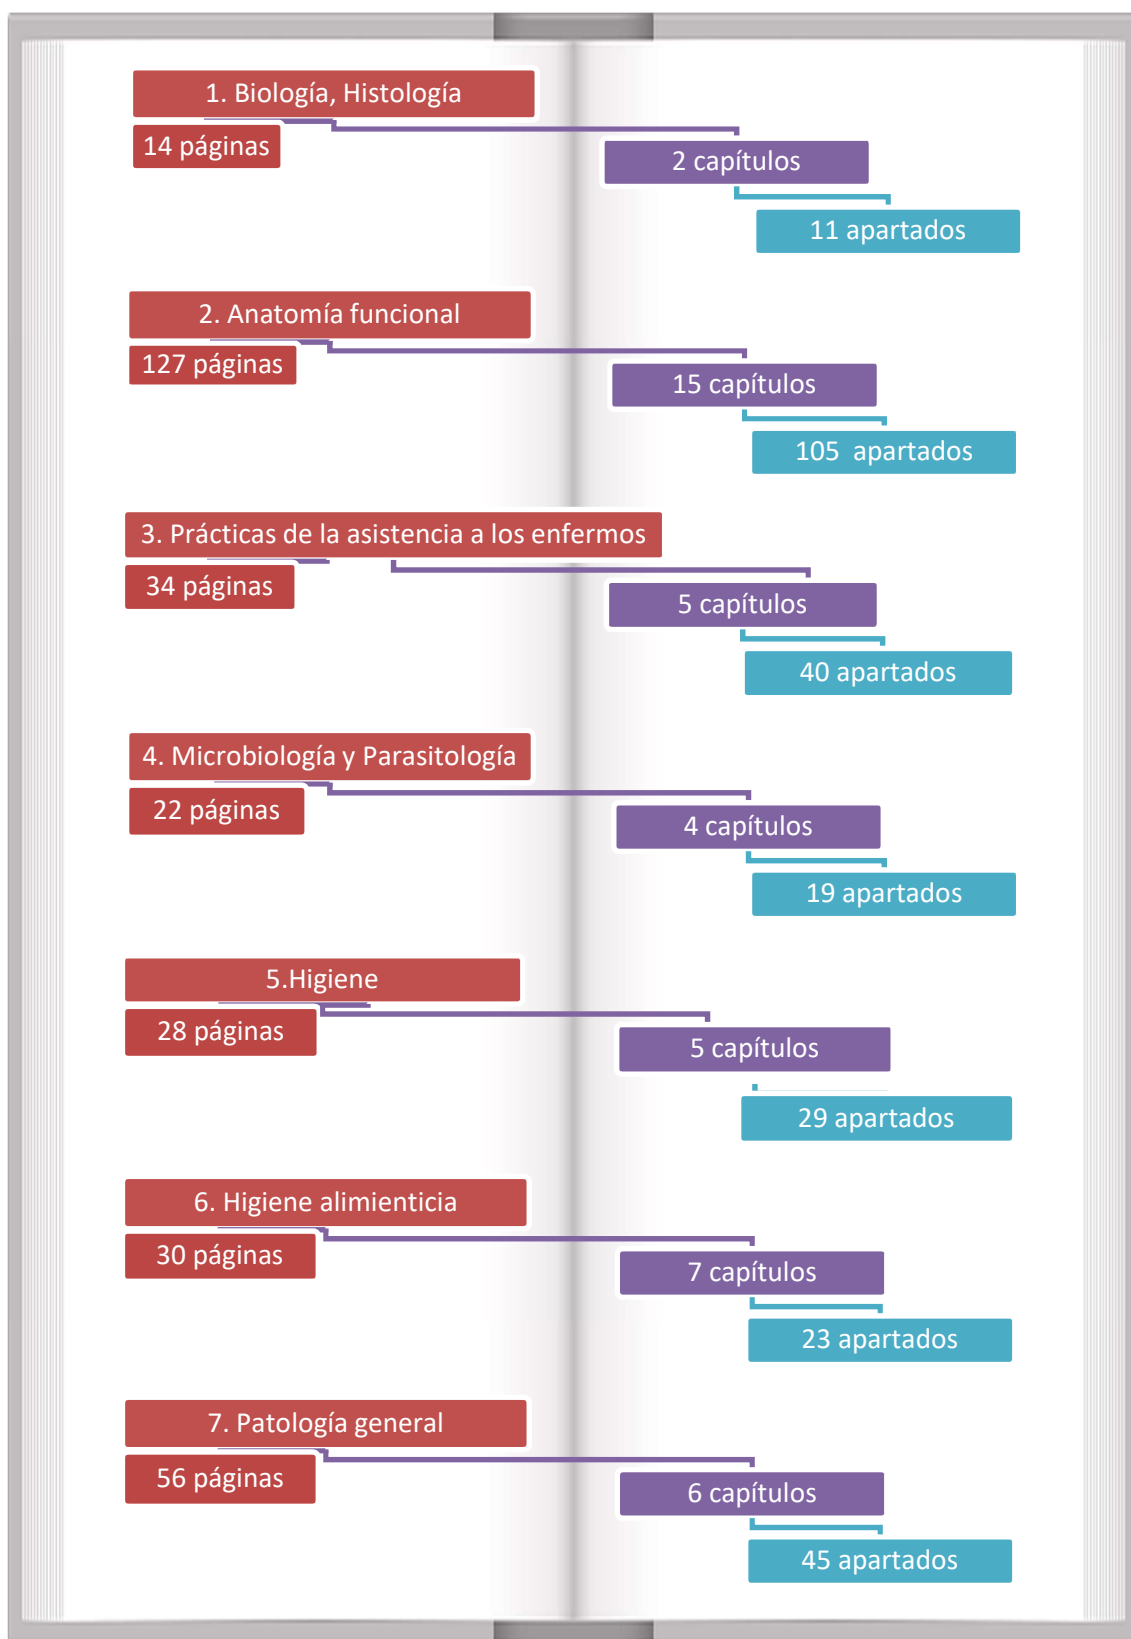 1. Biología, Histología
14 páginas
2 capítulos
11 apartados
2. Anatomía funcional
127 páginas
15 capítulos
105 apartados
3. Prácticas de la asistencia a los enfermos
34 páginas
5 capítulos
40 apartados
4. Microbiología y Parasitología
22 páginas
4 capítulos
19 apartados
5.Higiene
28 páginas
5 capítulos
29 apartados
6. Higiene alimienticia
30 páginas
7 capítulos
23 apartados
7. Patología general
56 páginas
6 capítulos
45 apartados